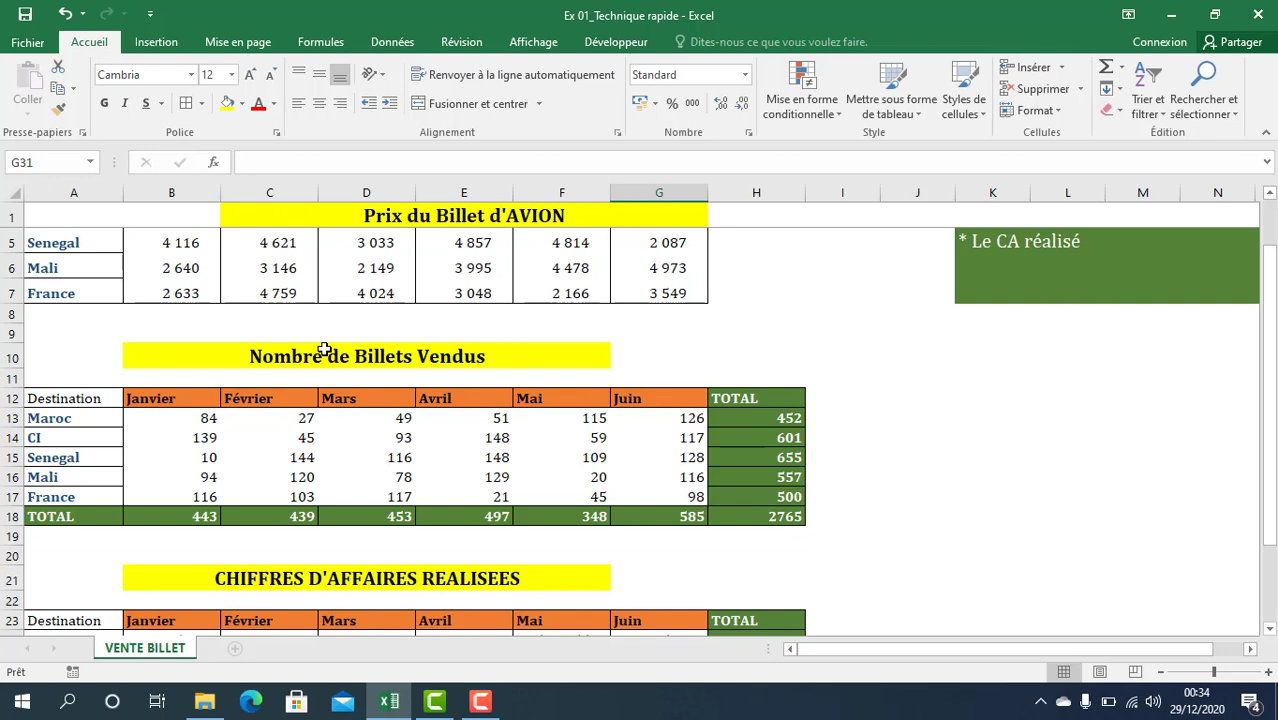 Ex 01_Technique rapide - Excel
Fichier Accueil Insertion Mise en page Formules Données Révision Affichage Développeur Dites-nous ce que vous voulez faire. Connexion Partager
Coller
Presse-papiers
Cambria 12
G I S
Police
Renvoyer à la ligne automatiquement
Fusionner et centrer
Alignement
Standard
% 000
Nombre
Mise en forme conditionnelle
Mettre sous forme de tableau
Styles de cellules
Style
Insérer
Supprimer
Format
Cellules
Trier et filtrer
Rechercher et sélectionner
Édition
G31 fx
A B C D E F G H I J K L M N
1 Prix du Billet d'AVION
5 Senegal 4 116 4 621 3 033 4 857 4 814 2 087 * Le CA réalisé
6 Mali 2 640 3 146 2 149 3 995 4 478 4 973
7 France 2 633 4 759 4 024 3 048 2 166 3 549
8
9
10 Nombre de Billets Vendus
11
12 Destination Janvier Février Mars Avril Mai Juin TOTAL
13 Maroc 84 27 49 51 115 126 452
14 CI 139 45 93 148 59 117 601
15 Senegal 10 144 116 148 109 128 655
16 Mali 94 120 78 129 20 116 557
17 France 116 103 117 21 45 98 500
18 TOTAL 443 439 453 497 348 585 2765
19
20
21 CHIFFRES D'AFFAIRES REALISEES
22
23 Destination Janvier Février Mars Avril Mai Juin TOTAL
VENTE BILLET
Prêt
00:34
29/12/2020
4